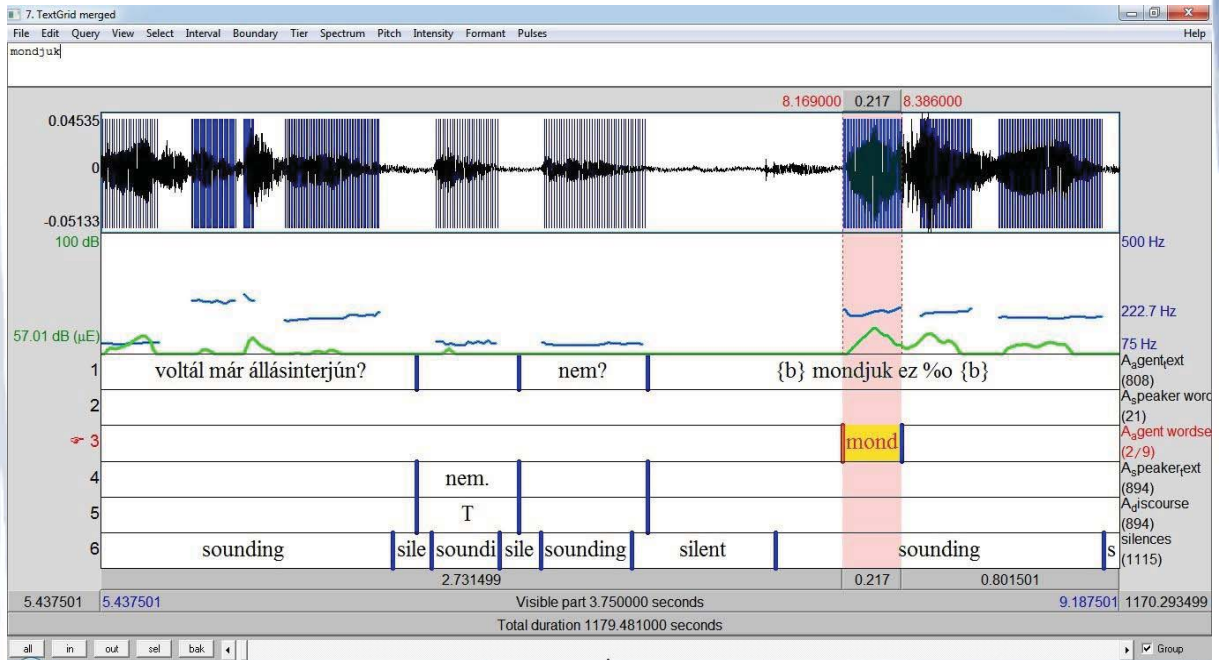 7. TextGrid merged
File Edit Query View Select Interval Boundary Tier Spectrum Pitch Intensity Formant Pulses Help
mondjuk
8.169000 0.217 8.386000
0.04535
0
-0.05133
100 dB 500 Hz
222.7 Hz
57.01 dB (µE) 75 Hz
1 voltál már állásinterjún? nem? {b} mondjuk ez %o {b} Aagenttext
(808)
2 Aspeaker word
(21)
3 mond Aagent wordse
(2/9)
4 nem. Aspeakertext
(894)
5 T Adiscourse
(894)
6 sounding sile soundi sile sounding silent sounding s silences
(1115)
2.731499 0.217 0.801501
5.437501 5.437501 Visible part 3.750000 seconds 9.187501 1170.293499
Total duration 1179.481000 seconds
all in out sel bak Group